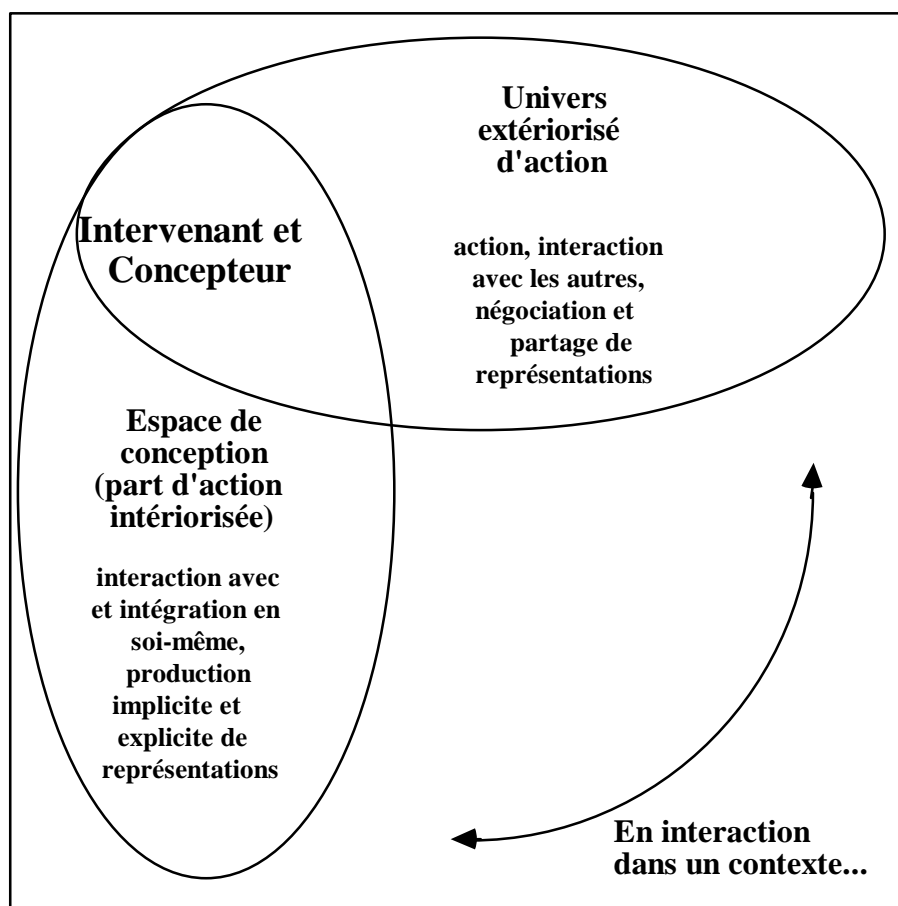 Univers
extériorisé
d'action
Intervenant et
Concepteur
action, interaction
avec les autres,
négociation et
partage de
représentations
Espace de
conception
(part d'action
intériorisée)
interaction avec
et intégration en
soi-même,
production
implicite et
explicite de
représentations
En interaction
dans un contexte...